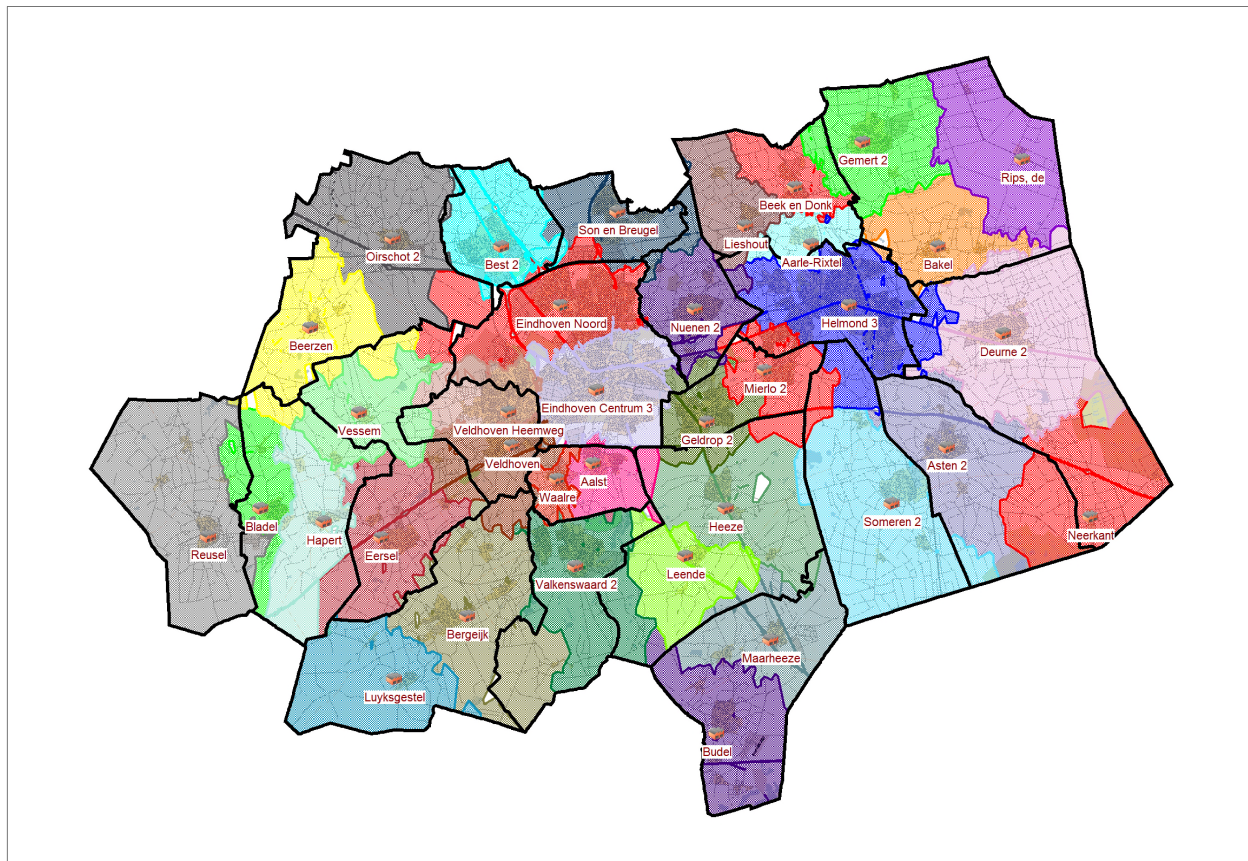 Gemert 2
Rips, de
Beek en Donk
Son en Breugel
Lieshout
Aarle-Rixtel
Bakel
Oirschot 2
Best 2
Eindhoven Noord
Nuenen 2
Helmond 3
Beerzen
Deurne 2
Mierlo 2
Eindhoven Centrum 3
Vessem
Veldhoven Heemweg
Geldrop 2
Veldhoven
Asten 2
Aalst
Waalre
Bladel
Hapert
Heeze
Someren 2
Reusel
Eersel
Neerkant
Leende
Valkenswaard 2
Bergeijk
Maarheeze
Luyksgestel
Budel